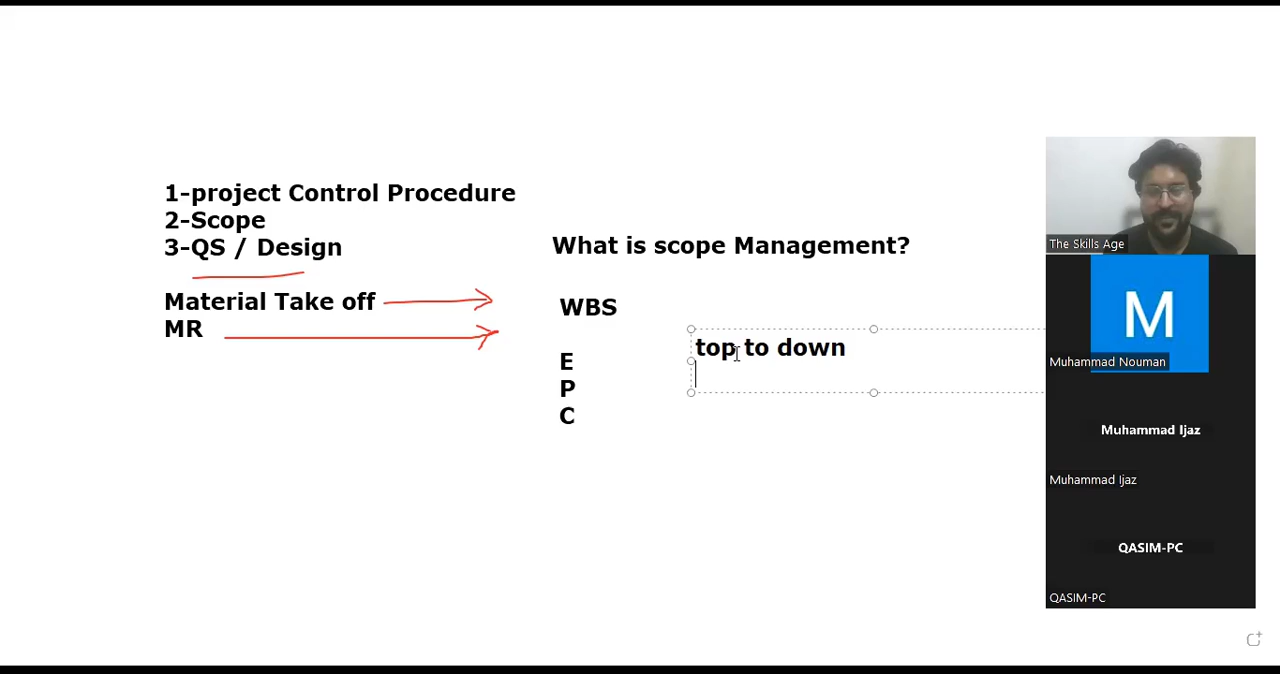 1-project Control Procedure
2-Scope
3-QS / Design
Material Take off
MR
What is scope Management?
WBS
E
P
C
top to down
The Skills Age
M
Muhammad Nouman
Muhammad Ijaz
Muhammad Ijaz
QASIM-PC
QASIM-PC